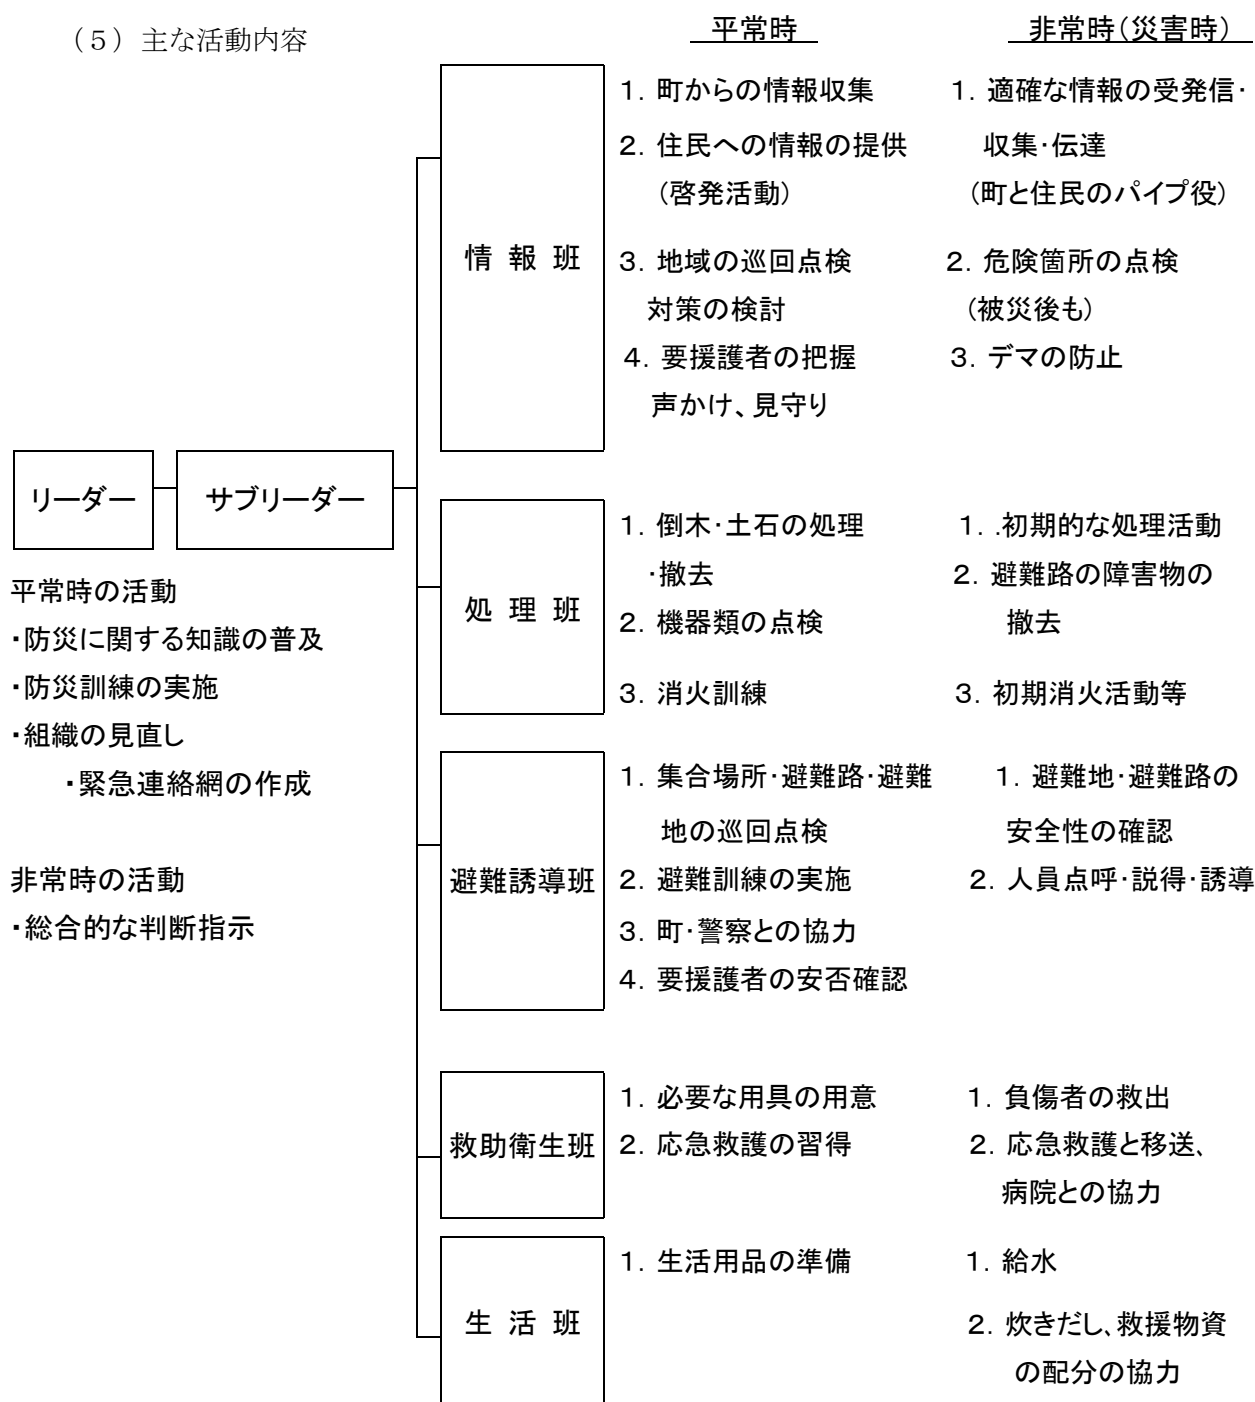 （５）主な活動内容
平常時
非常時(災害時)
情 報 班
１．町からの情報収集
２．住民への情報の提供
(啓発活動)
３．地域の巡回点検
対策の検討
４．要援護者の把握
声かけ、見守り
１．適確な情報の受発信・
収集・伝達
(町と住民のパイプ役)
２．危険箇所の点検
(被災後も)
３．デマの防止
リーダー
サブリーダー
平常時の活動
・防災に関する知識の普及
・防災訓練の実施
・組織の見直し
・緊急連絡網の作成
非常時の活動
・総合的な判断指示
処 理 班
１．倒木・土石の処理
・撤去
２．機器類の点検
３．消火訓練
１．.初期的な処理活動
２．避難路の障害物の
撤去
３．初期消火活動等
避難誘導班
１．集合場所・避難路・避難
地の巡回点検
２．避難訓練の実施
３．町・警察との協力
４．要援護者の安否確認
１．避難地・避難路の
安全性の確認
２．人員点呼・説得・誘導
救助衛生班
１．必要な用具の用意
２．応急救護の習得
１．負傷者の救出
２．応急救護と移送、
病院との協力
生 活 班
１．生活用品の準備
１．給水
２．炊きだし、救援物資
の配分の協力